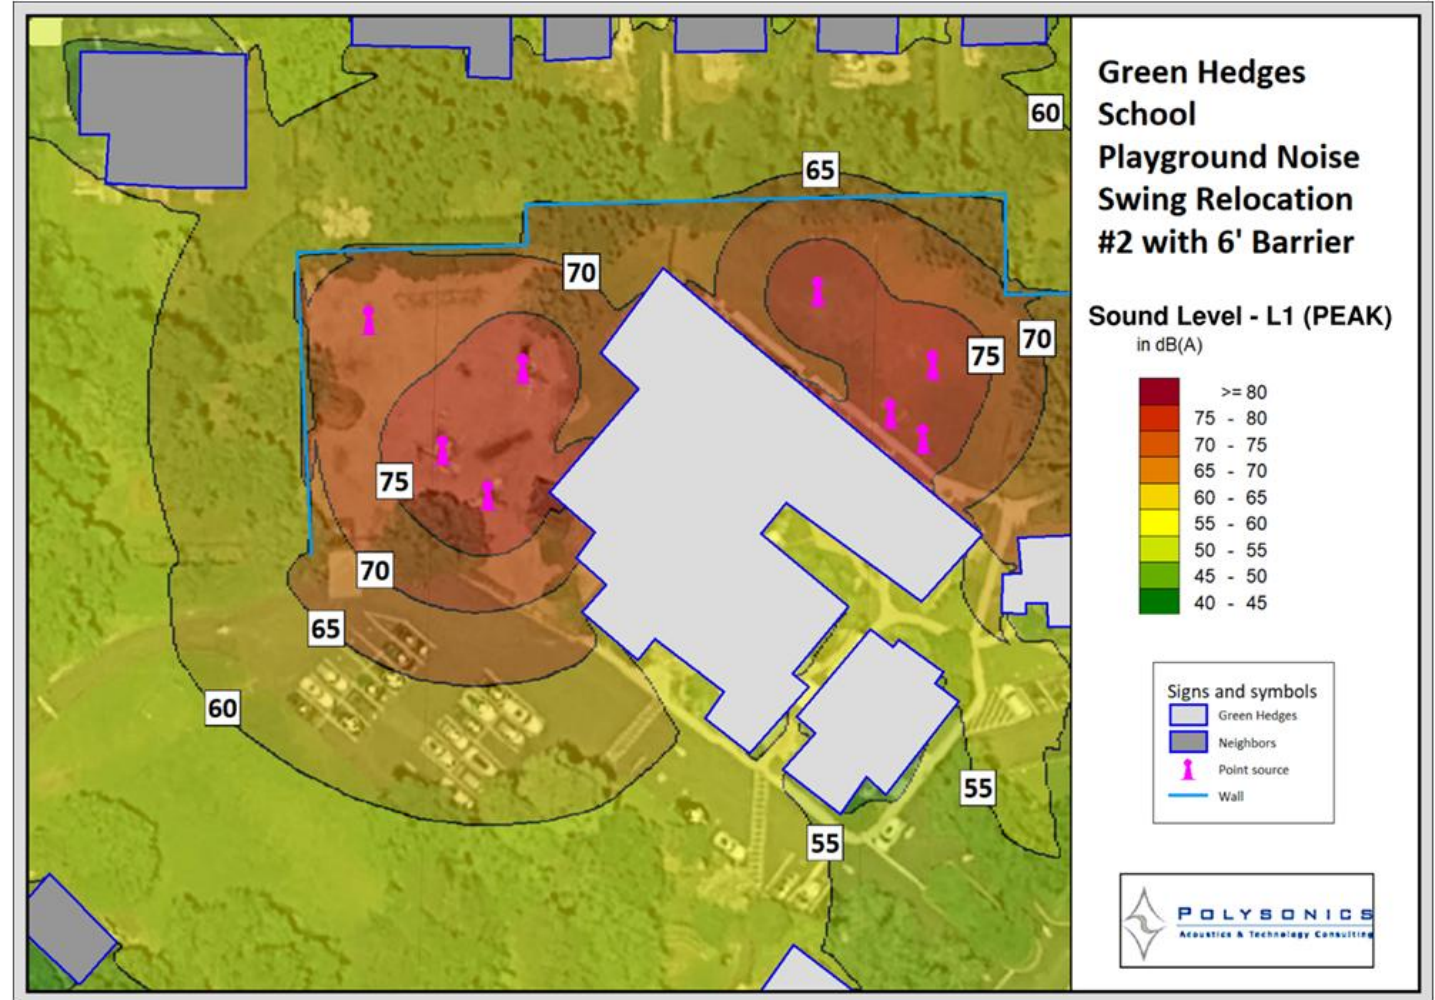 60
65
70
70
75
75
70
65
60
55
55
Green Hedges
School
Playground Noise
Swing Relocation
#2 with 6' Barrier
Sound Level - L1 (PEAK)
in dB(A)
>= 80
75 - 80
70 - 75
65 - 70
60 - 65
55 - 60
50 - 55
45 - 50
40 - 45
Signs and symbols
Green Hedges
Neighbors
Point source
Wall
POLYSONICS
Acoustics & Technology Consulting